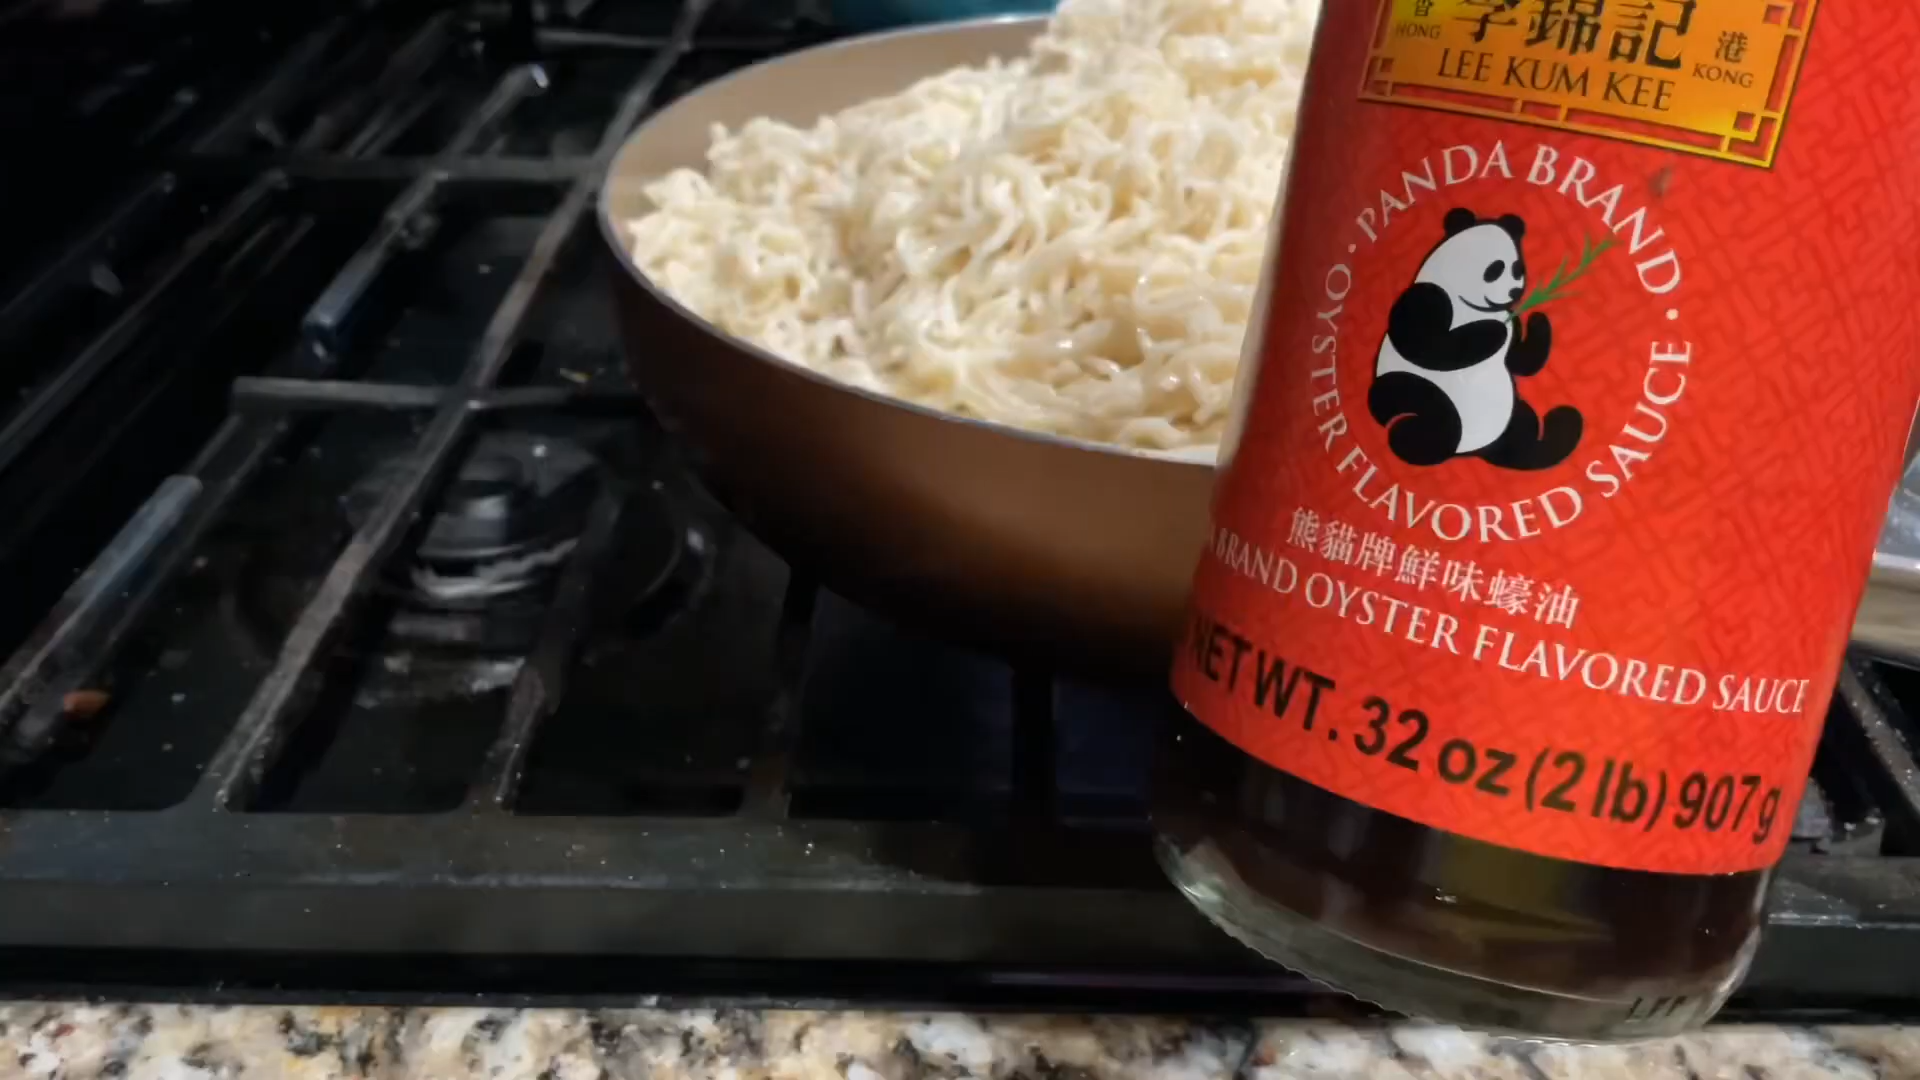 香 李錦記 港
HONG LEE KUM KEE KONG
· PANDA BRAND ·
OYSTER FLAVORED SAUCE
熊貓牌鮮味蠔油
BRAND OYSTER FLAVORED SAUCE
NET WT. 32 oz (2 lb) 907g